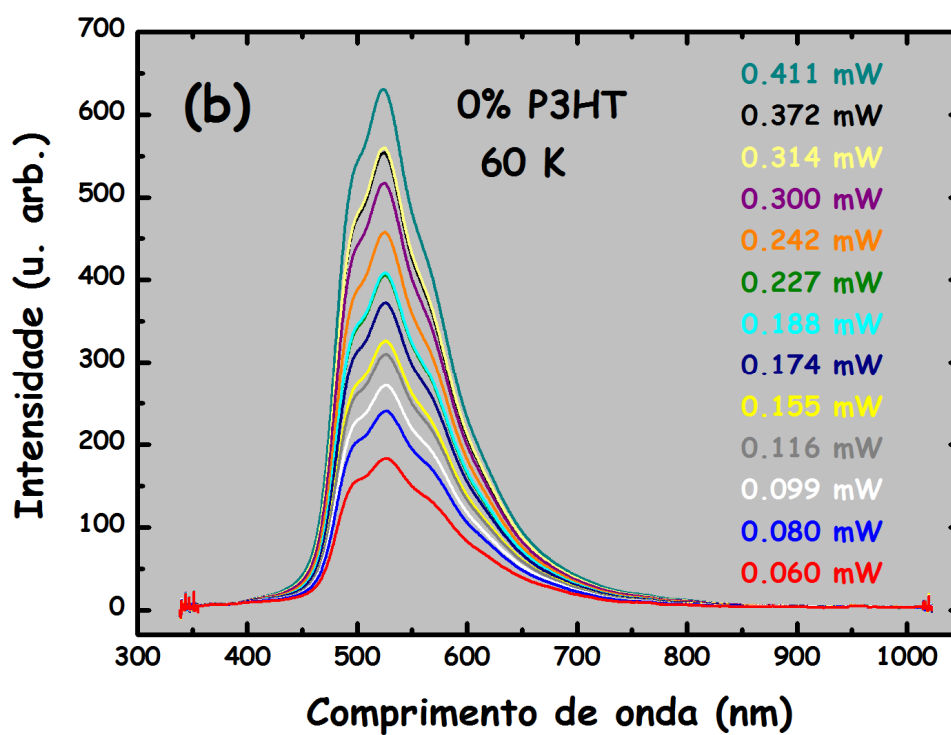 700
600
500
400
300
200
100
0
Intensidade (u. arb.)
(b)
0% P3HT
60 K
0.411 mW
0.372 mW
0.314 mW
0.300 mW
0.242 mW
0.227 mW
0.188 mW
0.174 mW
0.155 mW
0.116 mW
0.099 mW
0.080 mW
0.060 mW
300 400 500 600 700 800 900 1000
Comprimento de onda (nm)